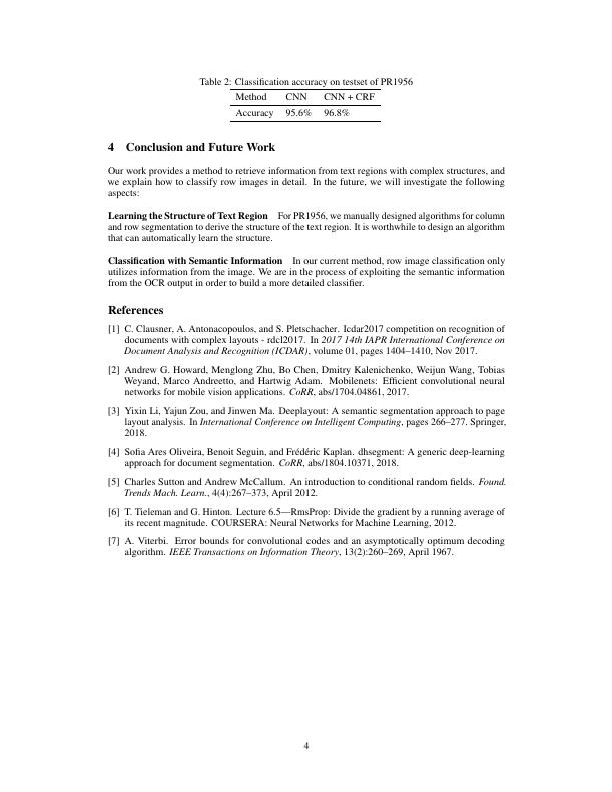 Table 2: Classification accuracy on testset of PR1956
Method CNN CNN + CRF
Accuracy 95.6% 96.8%
4 Conclusion and Future Work
Our work provides a method to retrieve information from text regions with complex structures, and
we explain how to classify row images in detail. In the future, we will investigate the following
aspects:
Learning the Structure of Text Region For PR1956, we manually designed algorithms for column
and row segmentation to derive the structure of the text region. It is worthwhile to design an algorithm
that can automatically learn the structure.
Classification with Semantic Information In our current method, row image classification only
utilizes information from the image. We are in the process of exploiting the semantic information
from the OCR output in order to build a more detailed classifier.
References
[1] C. Clausner, A. Antonacopoulos, and S. Pletschacher. Icdar2017 competition on recognition of
documents with complex layouts - rdcl2017. In 2017 14th IAPR International Conference on
Document Analysis and Recognition (ICDAR), volume 01, pages 1404–1410, Nov 2017.
[2] Andrew G. Howard, Menglong Zhu, Bo Chen, Dmitry Kalenichenko, Weijun Wang, Tobias
Weyand, Marco Andreetto, and Hartwig Adam. Mobilenets: Efficient convolutional neural
networks for mobile vision applications. CoRR, abs/1704.04861, 2017.
[3] Yixin Li, Yajun Zou, and Jinwen Ma. Deeplayout: A semantic segmentation approach to page
layout analysis. In International Conference on Intelligent Computing, pages 266–277. Springer,
2018.
[4] Sofia Ares Oliveira, Benoit Seguin, and Frédéric Kaplan. dhsegment: A generic deep-learning
approach for document segmentation. CoRR, abs/1804.10371, 2018.
[5] Charles Sutton and Andrew McCallum. An introduction to conditional random fields. Found.
Trends Mach. Learn., 4(4):267–373, April 2012.
[6] T. Tieleman and G. Hinton. Lecture 6.5—RmsProp: Divide the gradient by a running average of
its recent magnitude. COURSERA: Neural Networks for Machine Learning, 2012.
[7] A. Viterbi. Error bounds for convolutional codes and an asymptotically optimum decoding
algorithm. IEEE Transactions on Information Theory, 13(2):260–269, April 1967.
4